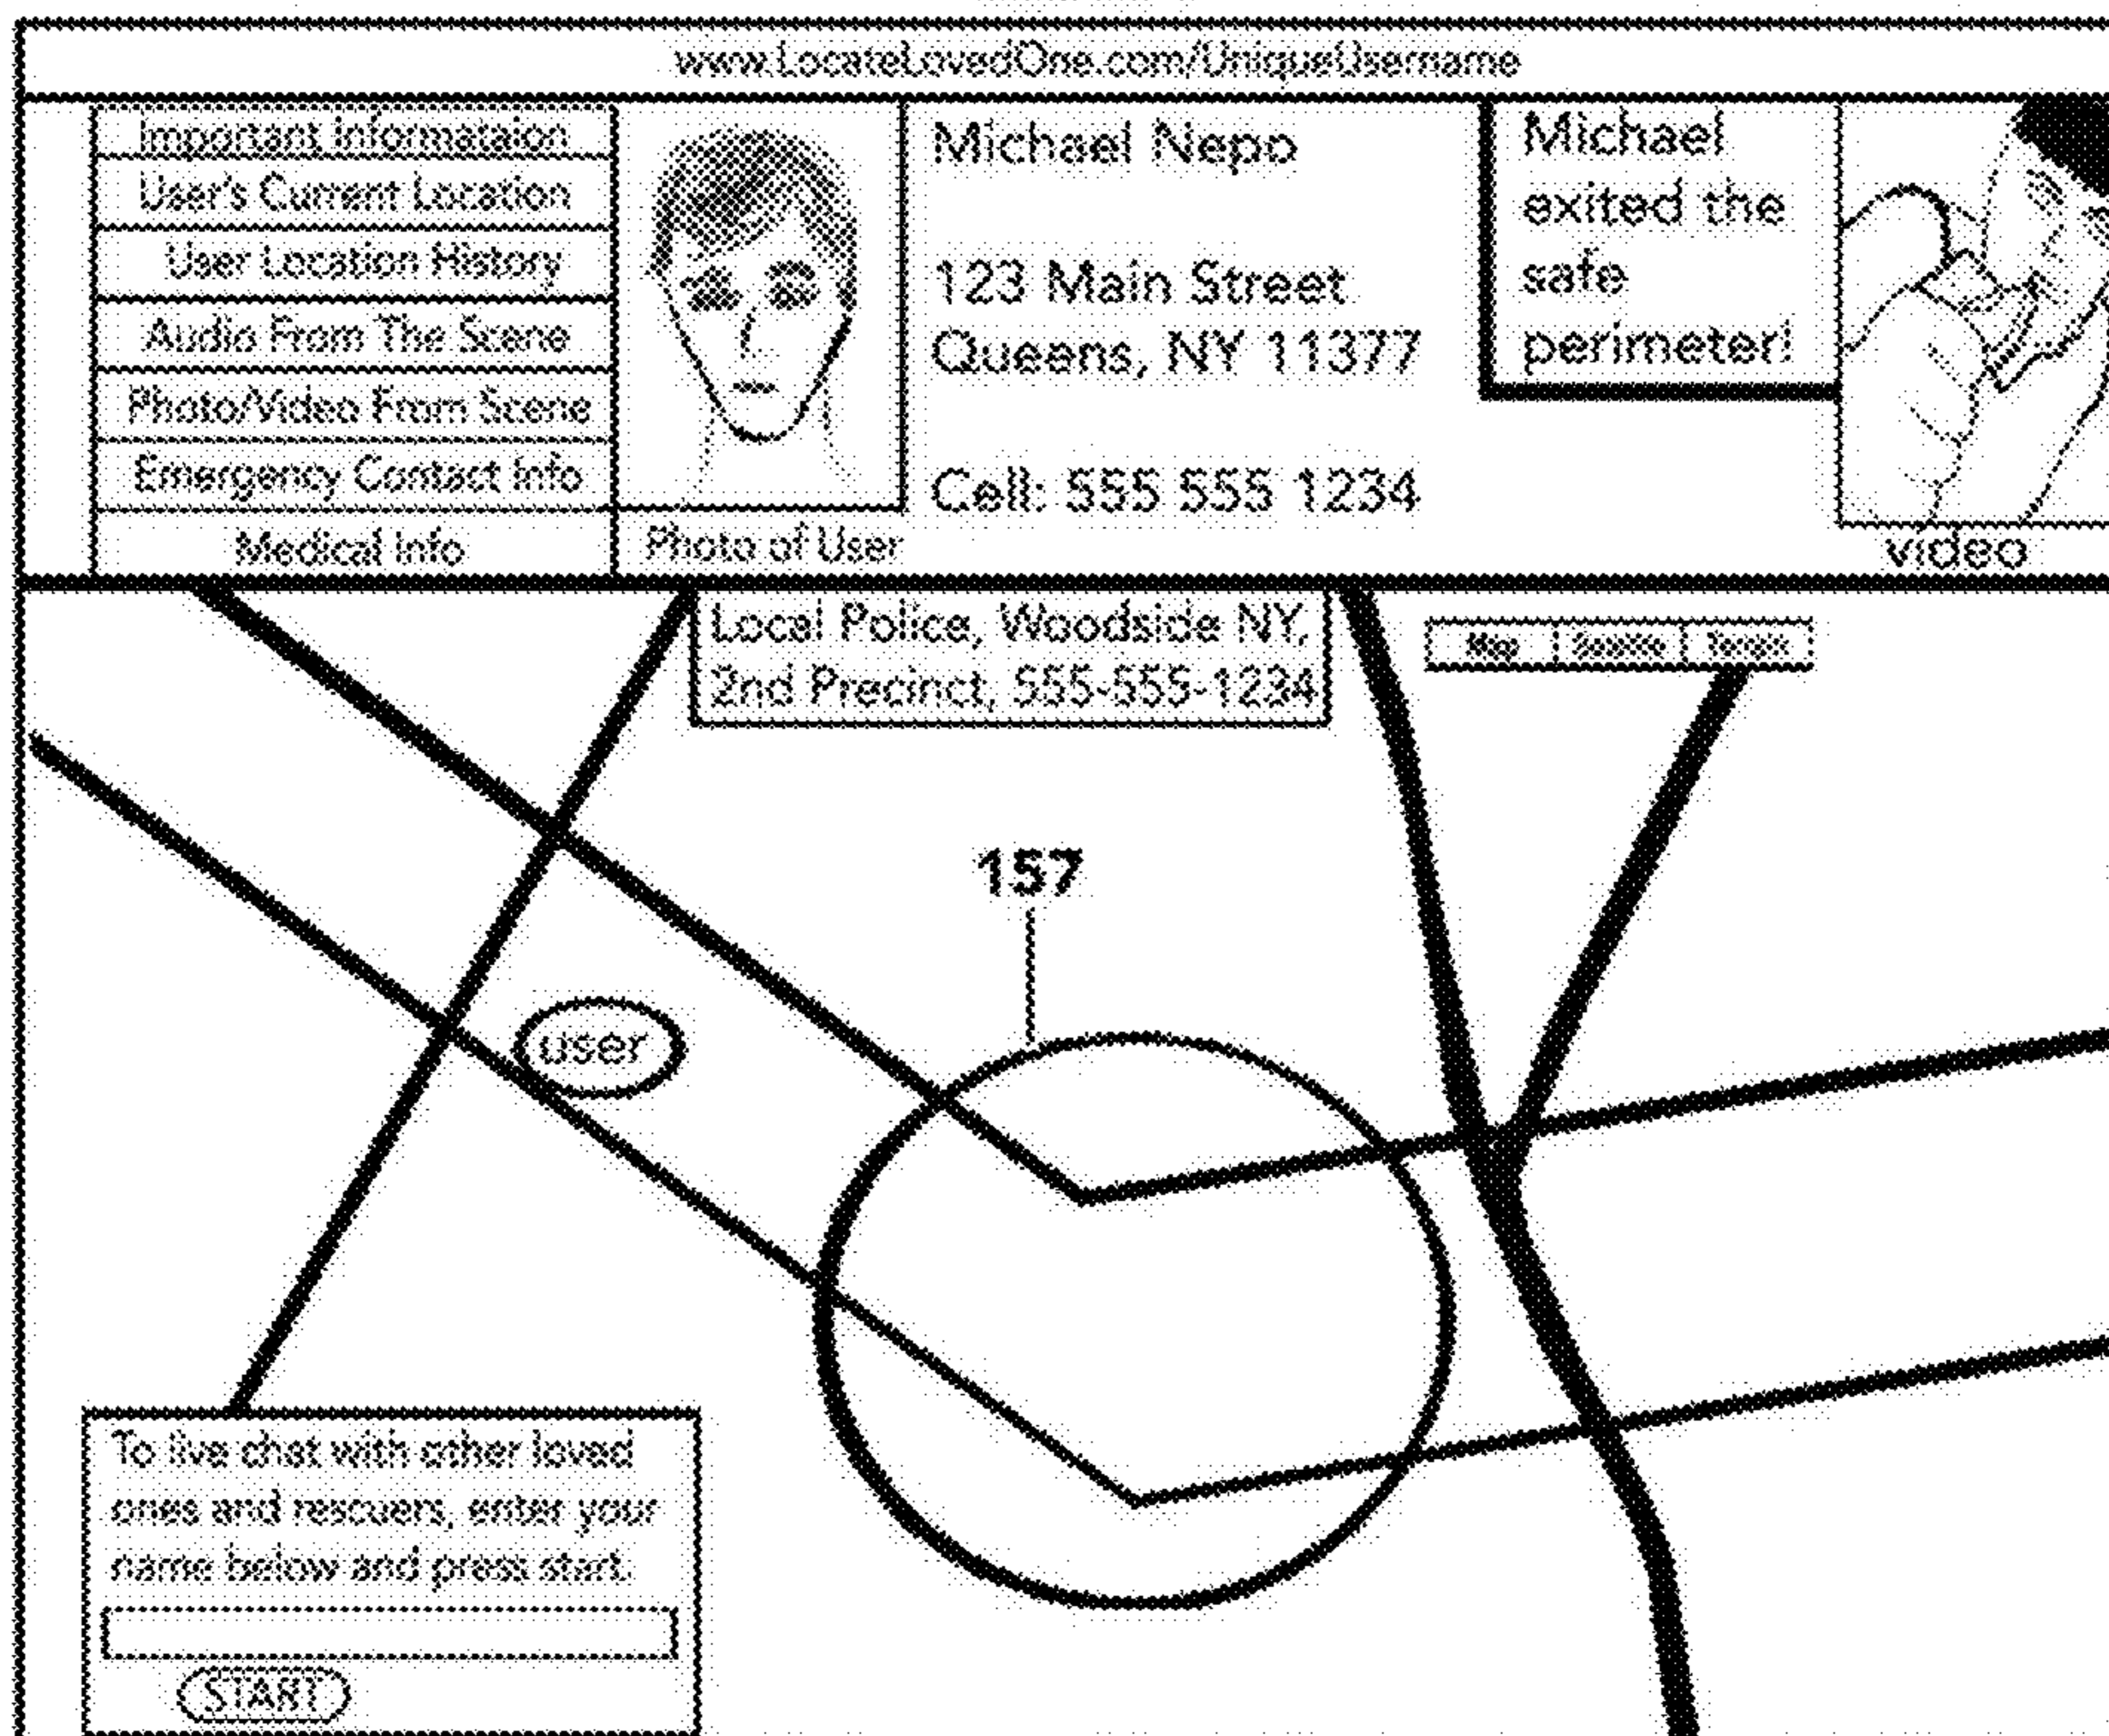 www.LocateLovedOne.com/UniqueUsername
Important Informataion
User's Current Location
User Location History
Audio From The Scene
Photo/Video From Scene
Emergency Contact Info
Medical Info
Photo of User
Michael Nepo
123 Main Street
Queens, NY 11377
Cell: 555 555 1234
Michael
exited the
safe
perimeter!
video
Local Police, Woodside NY,
2nd Precinct, 555-555-1234
Map
Terrain
157
user
To live chat with other loved
ones and rescuers, enter your
name below and press start.
START